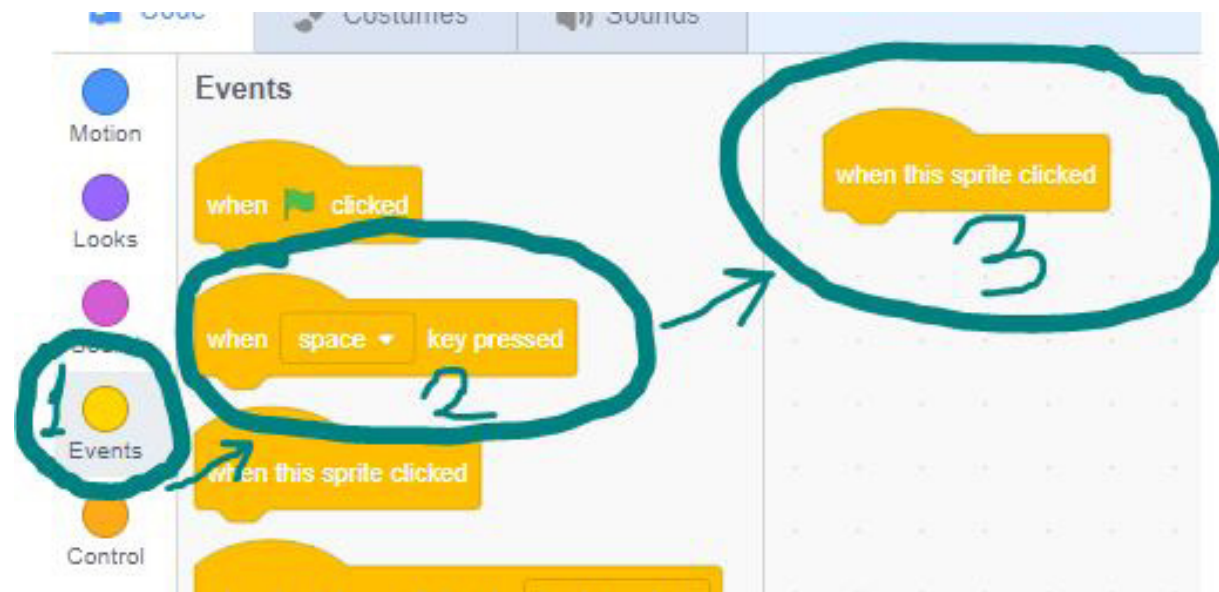 Costumes
Sounds
Motion
Looks
Events
Control
Events
when clicked
when space key pressed
when this sprite clicked
when this sprite clicked
1
2
3